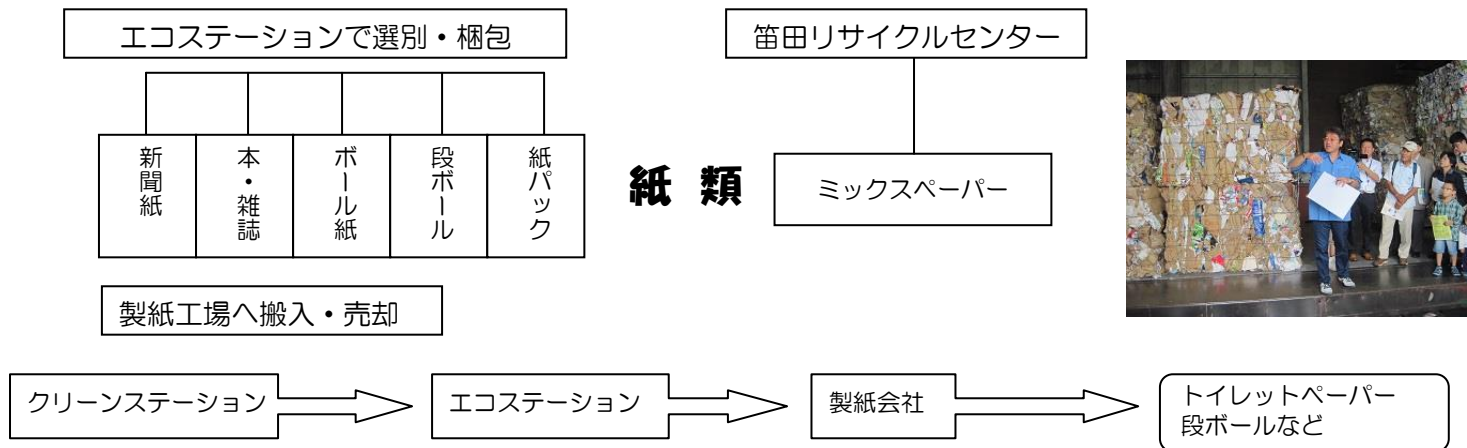 エコステーションで選別・梱包
笛田リサイクルセンター
新聞紙
本・雑誌
ボール紙
段ボール
紙パック
紙類
ミックスペーパー
製紙工場へ搬入・売却
クリーンステーション
エコステーション
製紙会社
トイレットペーパー
段ボールなど